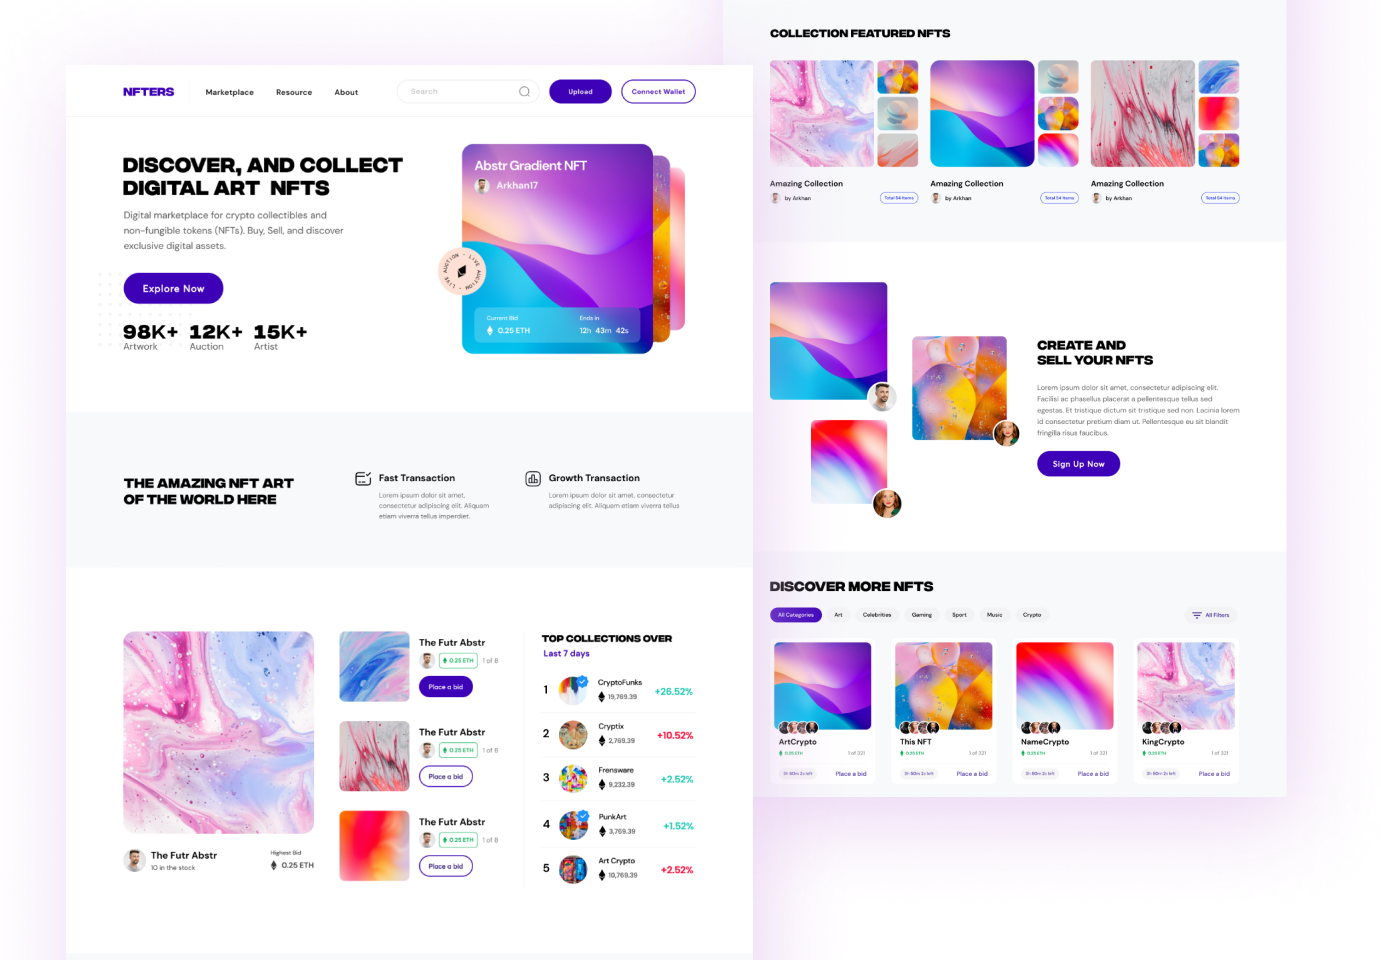 NFTERS
Marketplace Resource About
Search
Upload
Connect Wallet
DISCOVER, AND COLLECT
DIGITAL ART NFTS
Digital marketplace for crypto collectibles and
non-fungible tokens (NFTs). Buy, Sell, and discover
exclusive digital assets.
Explore Now
98K+ 12K+ 15K+
Artwork Auction Artist
Abstr Gradient NFT
Arkhan17
LIVE AUCTION - LIVE AUCTION -
Current Bid
0.25 ETH
Ends in
12h 43m 42s
THE AMAZING NFT ART
OF THE WORLD HERE
Fast Transaction
Lorem ipsum dolor sit amet,
consectetur adipiscing elit. Aliquam
etiam viverra tellus imperdiet.
Growth Transaction
Lorem ipsum dolor sit amet, consectetur
adipiscing elit. Aliquam etiam viverra tellus
The Futr Abstr
10 in the stock
Highest Bid
0.25 ETH
The Futr Abstr
0.25 ETH 1 of 8
Place a bid
The Futr Abstr
0.25 ETH 1 of 8
Place a bid
The Futr Abstr
0.25 ETH 1 of 8
Place a bid
TOP COLLECTIONS OVER
Last 7 days
1 CryptoFunks
19,769.39
+26.52%
2 Cryptix
2,769.39
+10.52%
3 Frensware
9,232.39
+2.52%
4 PunkArt
3,769.39
+1.52%
5 Art Crypto
10,769.39
+2.52%
COLLECTION FEATURED NFTS
Amazing Collection
by Arkhan
Total 54 Items
Amazing Collection
by Arkhan
Total 54 Items
Amazing Collection
by Arkhan
Total 54 Items
CREATE AND
SELL YOUR NFTS
Lorem ipsum dolor sit amet, consectetur adipiscing elit.
Facilisi ac phasellus placerat a pellentesque tellus sed
egestas. Et tristique dictum sit tristique sed non. Lacinia lorem
id consectetur pretium diam ut. Pellentesque eu sit blandit
fringilla risus faucibus.
Sign Up Now
DISCOVER MORE NFTS
All Categories Art Celebrities Gaming Sport Music Crypto
All Filters
ArtCrypto
0.25ETH 1 of 321
3h 50m 2s left Place a bid
This NFT
0.25ETH 1 of 321
3h 50m 2s left Place a bid
NameCrypto
0.25ETH 1 of 321
3h 50m 2s left Place a bid
KingCrypto
0.25ETH 1 of 321
3h 50m 2s left Place a bid